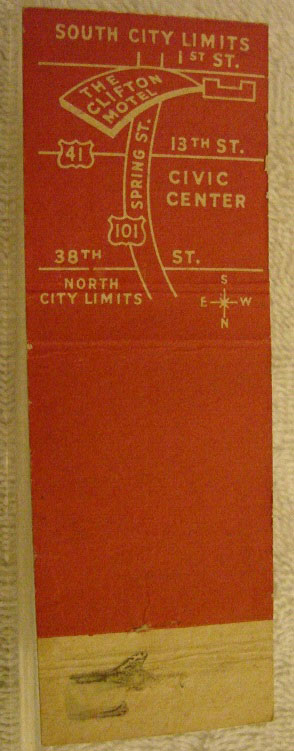 SOUTH CITY LIMITS
1ST ST.
THE
CLIFTON
MOTEL
SPRING ST.
41
13TH ST.
CIVIC
CENTER
101
38TH ST.
NORTH
CITY LIMITS
S
E W
N